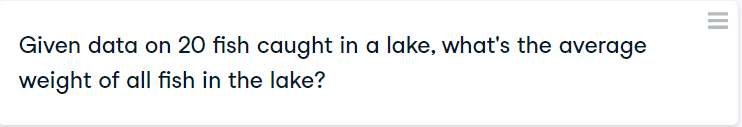 Given data on 20 fish caught in a lake, what's the average
weight of all fish in the lake?